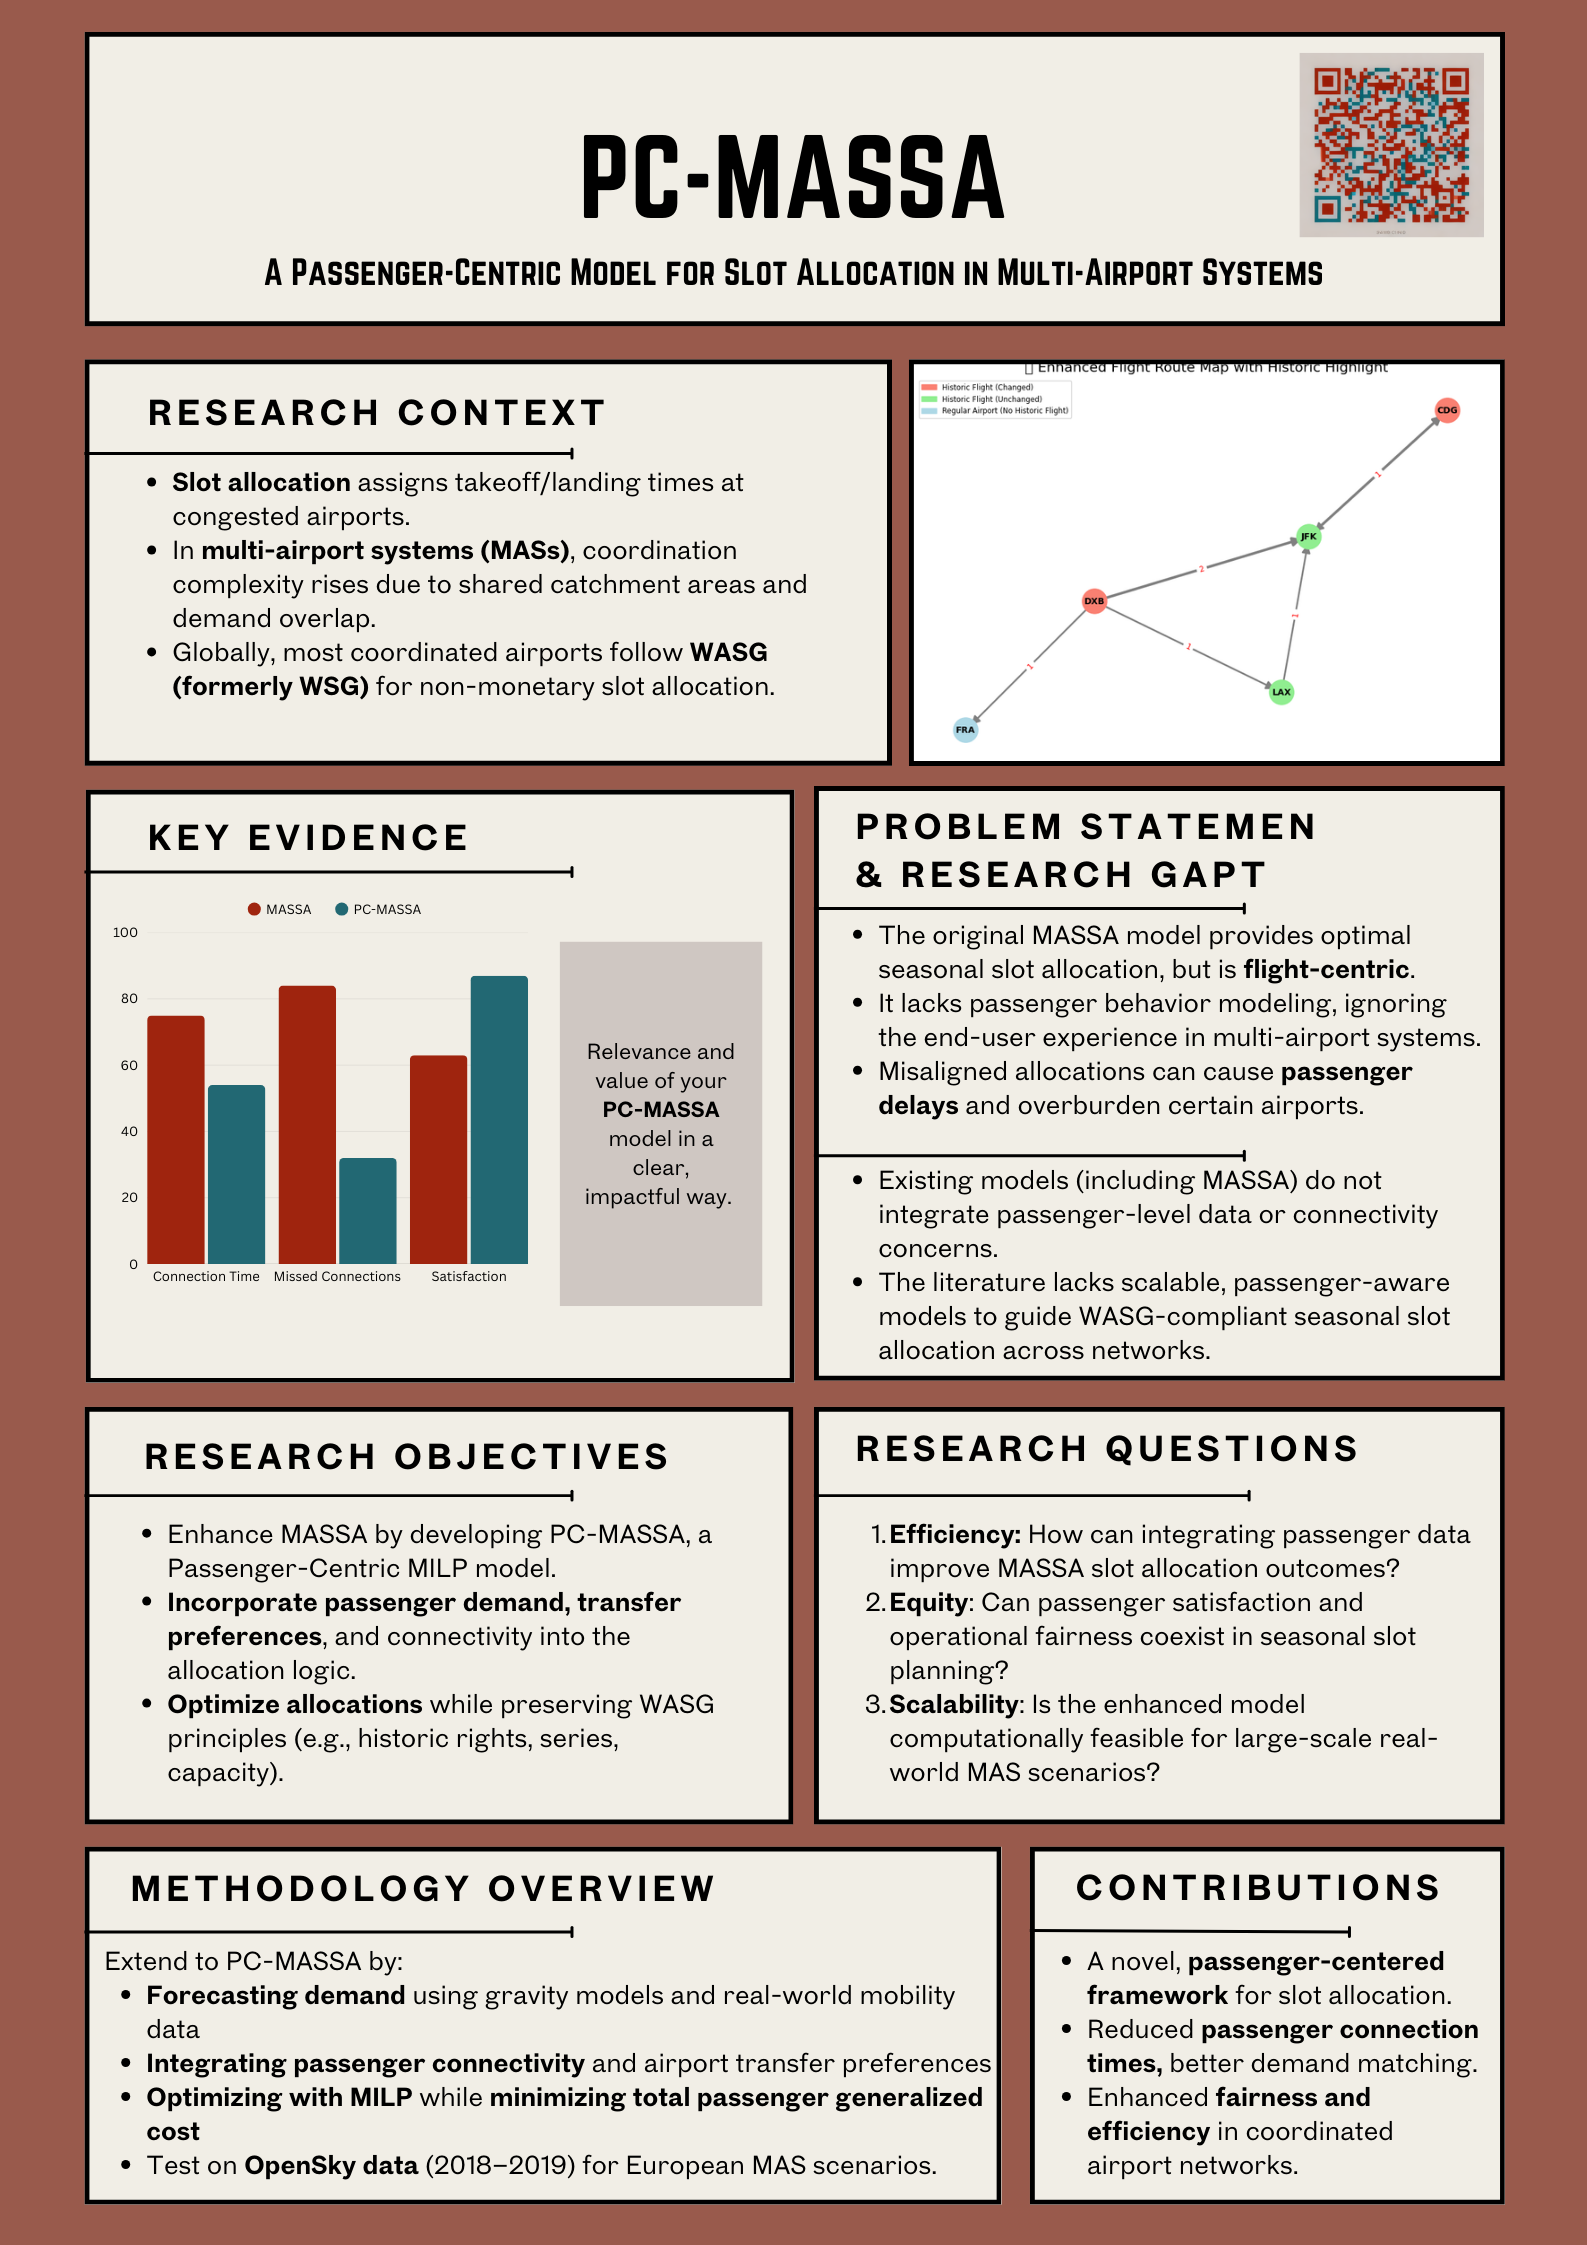 PC-MASSA
A Passenger-Centric Model for Slot Allocation in Multi-Airport Systems
RESEARCH CONTEXT
• Slot allocation assigns takeoff/landing times at
congested airports.
• In multi-airport systems (MASs), coordination
complexity rises due to shared catchment areas and
demand overlap.
• Globally, most coordinated airports follow WASG
(formerly WSG) for non-monetary slot allocation.
Enhanced Flight Route Map with Historic Highlight
Historic Flight (Changed)
Historic Flight (Unchanged)
Regular Airport (No Historic Flight)
CDG
1
JFK
2
DXB
1
1
1
LAX
FRA
KEY EVIDENCE
MASSA PC-MASSA
100
80
60
40
20
0
Connection Time Missed Connections Satisfaction
Relevance and
value of your
PC-MASSA
model in a
clear,
impactful way.
PROBLEM STATEMEN
& RESEARCH GAPT
• The original MASSA model provides optimal
seasonal slot allocation, but is flight-centric.
• It lacks passenger behavior modeling, ignoring
the end-user experience in multi-airport systems.
• Misaligned allocations can cause passenger
delays and overburden certain airports.
• Existing models (including MASSA) do not
integrate passenger-level data or connectivity
concerns.
• The literature lacks scalable, passenger-aware
models to guide WASG-compliant seasonal slot
allocation across networks.
RESEARCH OBJECTIVES
• Enhance MASSA by developing PC-MASSA, a
Passenger-Centric MILP model.
• Incorporate passenger demand, transfer
preferences, and connectivity into the
allocation logic.
• Optimize allocations while preserving WASG
principles (e.g., historic rights, series,
capacity).
RESEARCH QUESTIONS
1. Efficiency: How can integrating passenger data
improve MASSA slot allocation outcomes?
2. Equity: Can passenger satisfaction and
operational fairness coexist in seasonal slot
planning?
3. Scalability: Is the enhanced model
computationally feasible for large-scale real-
world MAS scenarios?
METHODOLOGY OVERVIEW
Extend to PC-MASSA by:
• Forecasting demand using gravity models and real-world mobility
data
• Integrating passenger connectivity and airport transfer preferences
• Optimizing with MILP while minimizing total passenger generalized
cost
• Test on OpenSky data (2018–2019) for European MAS scenarios.
CONTRIBUTIONS
• A novel, passenger-centered
framework for slot allocation.
• Reduced passenger connection
times, better demand matching.
• Enhanced fairness and
efficiency in coordinated
airport networks.